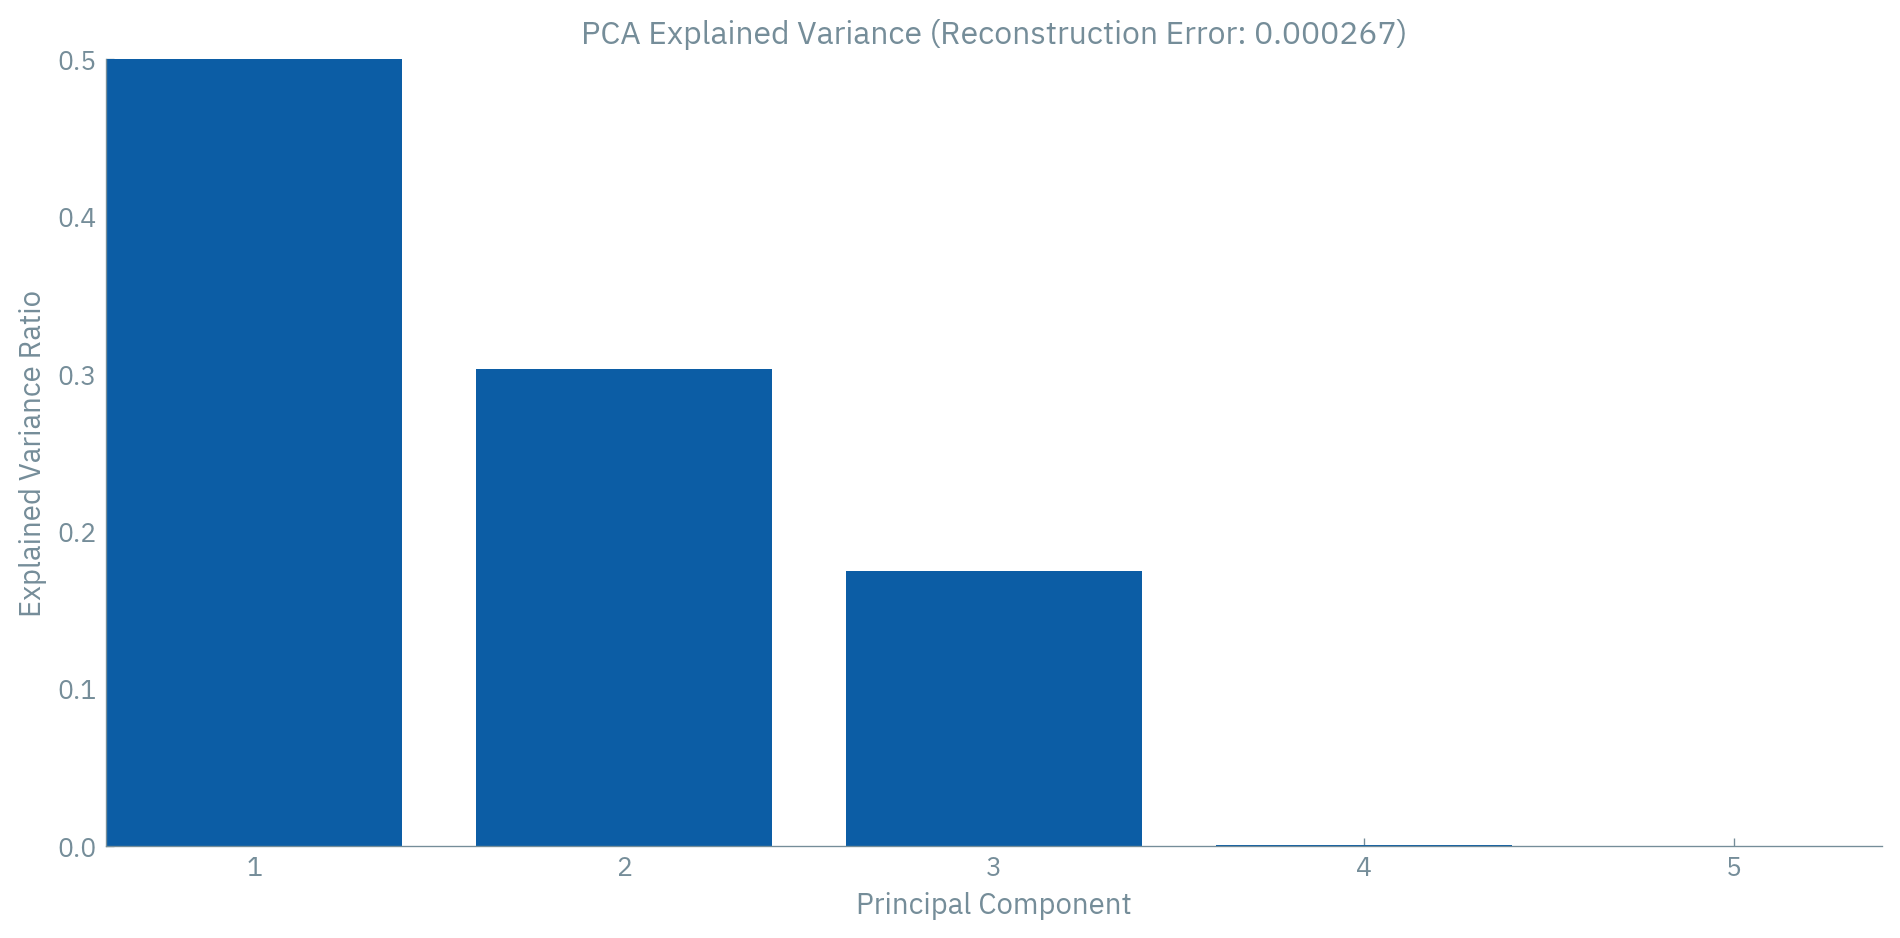 PCA Explained Variance (Reconstruction Error: 0.000267)
Explained Variance Ratio
0.5
0.4
0.3
0.2
0.1
0.0
1 2 3 4 5
Principal Component